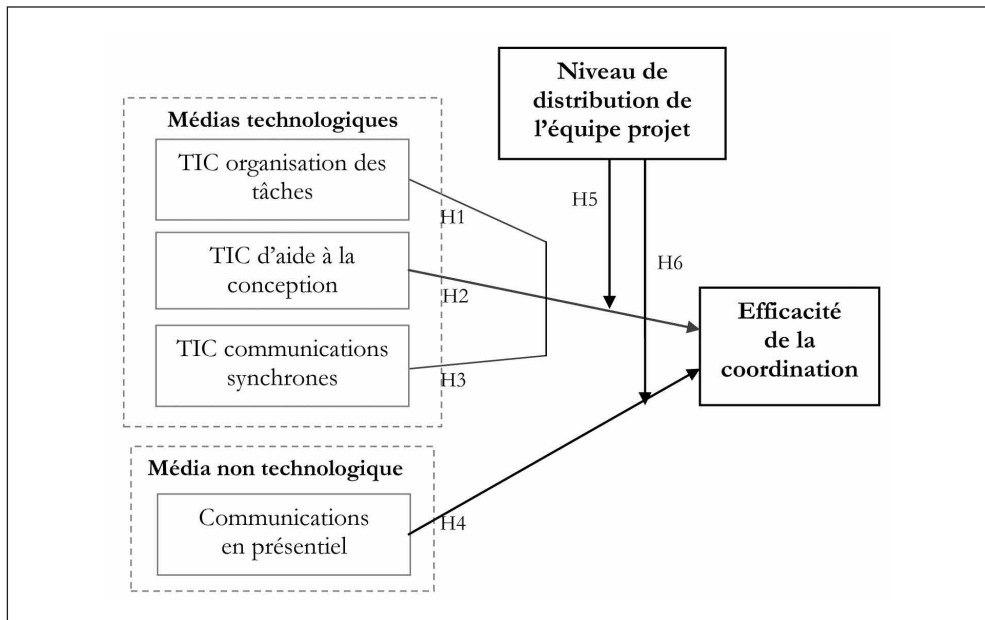 Niveau de
distribution de
l'équipe projet
Médias technologiques
TIC organisation des
tâches
H1
H5
TIC d'aide à la
conception
H2
H6
TIC communications
synchrones
H3
Efficacité
de la
coordination
Média non technologique
Communications
en présentiel
H4